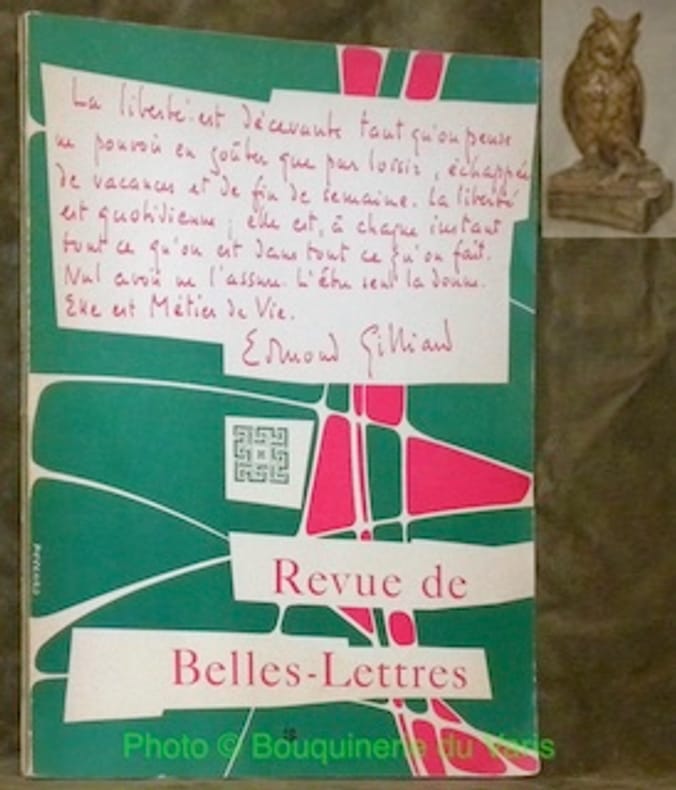 La liberté est décevante tant qu'on pense
ne pouvoir en goûter que par loisir, échappée
de vacances et de fin de semaine. La liberté
est quotidienne ; elle est, à chaque instant
tout ce qu'on est dans tout ce qu'on fait.
Nul avoir ne l'assure. L'être seul la donne.
Elle est Métier de Vie.
Edmond Gilliard
Revue de
Belles-Lettres
Photo © Bouquinerie du Varis